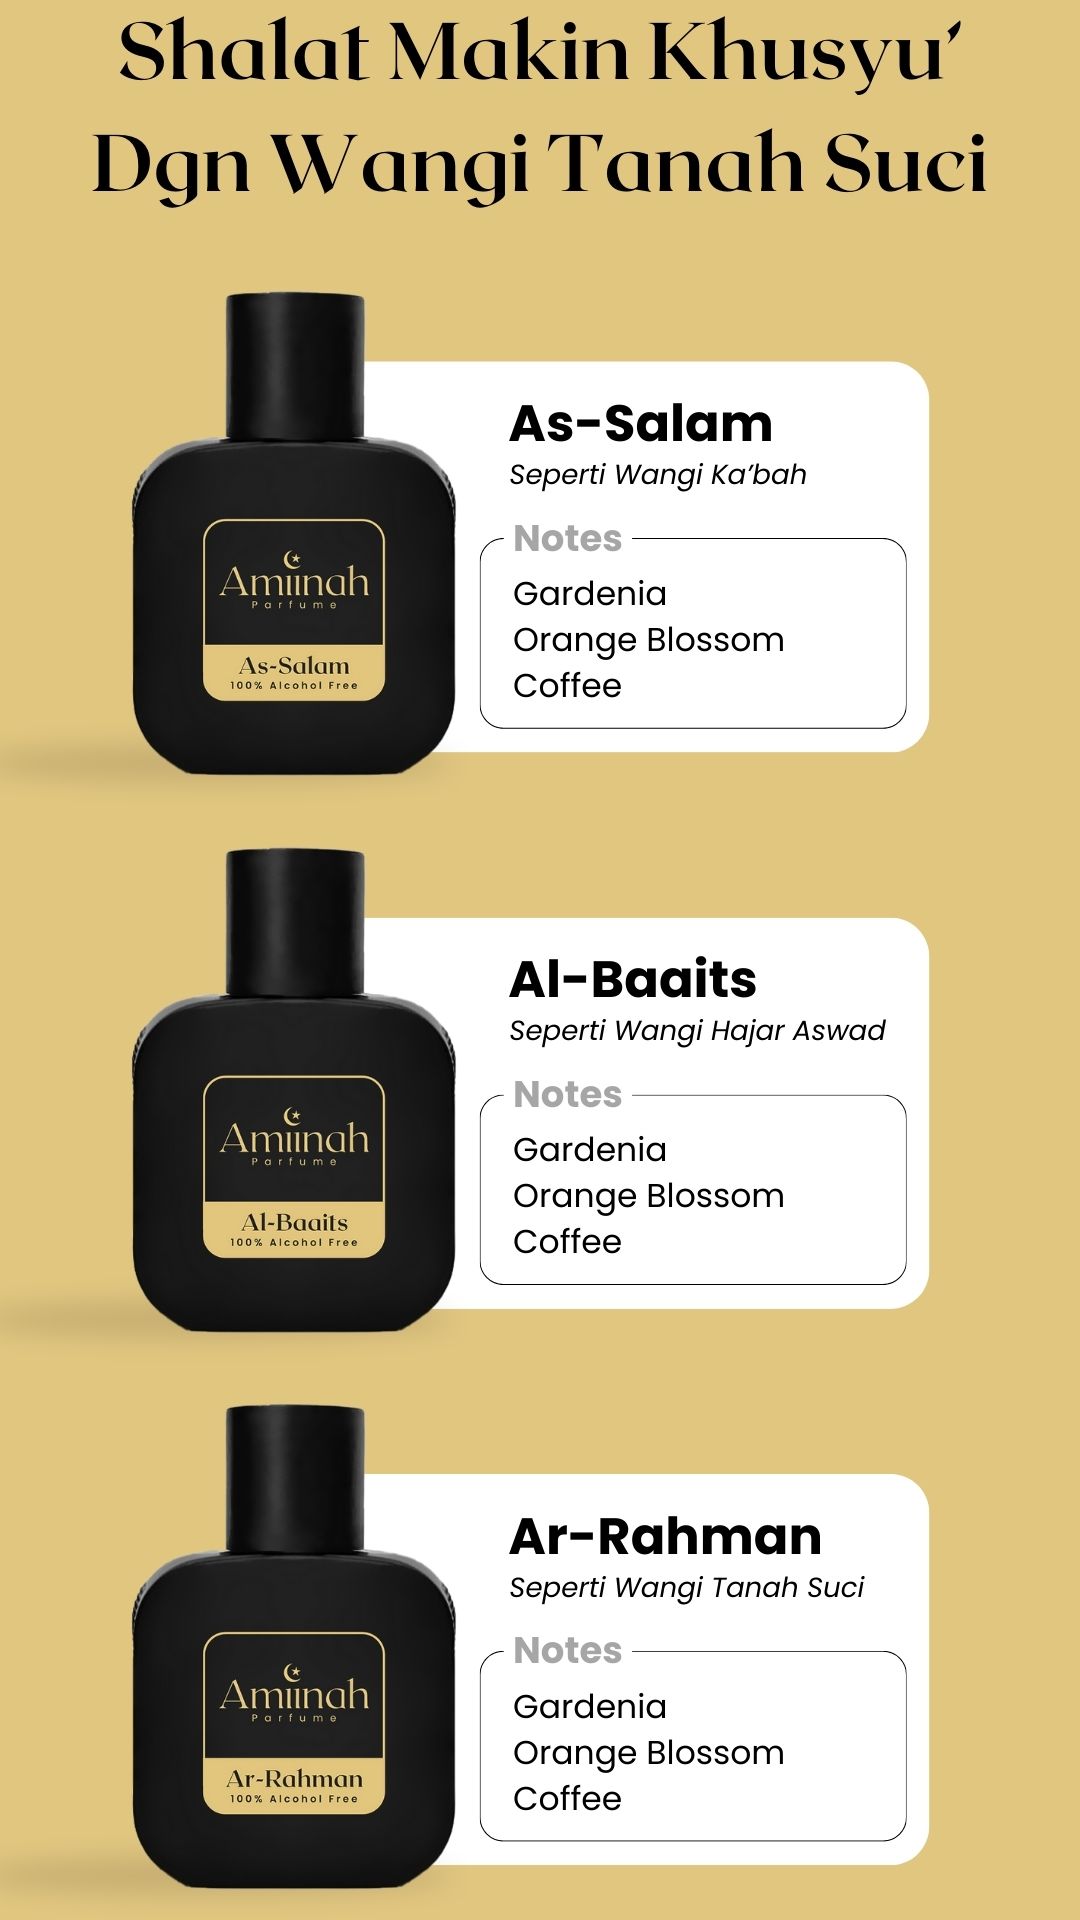 Shalat Makin Khusyu'
Dgn Wangi Tanah Suci
As-Salam
Seperti Wangi Ka'bah
Notes
Gardenia
Orange Blossom
Coffee
Amiinah
Parfume
As-Salam
100% Alcohol Free
Al-Baaits
Seperti Wangi Hajar Aswad
Notes
Gardenia
Orange Blossom
Coffee
Amiinah
Parfume
Al-Baaits
100% Alcohol Free
Ar-Rahman
Seperti Wangi Tanah Suci
Notes
Gardenia
Orange Blossom
Coffee
Amiinah
Parfume
Ar-Rahman
100% Alcohol Free